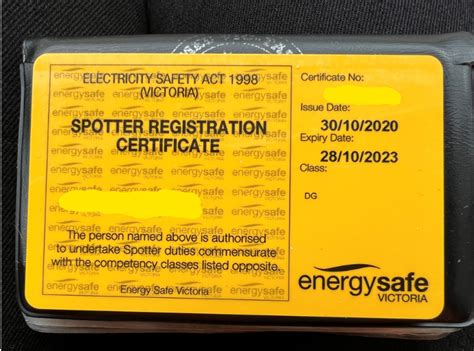 ELECTRICITY SAFETY ACT 1998
(VICTORIA)
SPOTTER REGISTRATION
CERTIFICATE
The person named above is authorised
to undertake Spotter duties commensurate
with the competency classes listed opposite.
Energy Safe Victoria
Certificate No:
Issue Date:
30/10/2020
Expiry Date:
28/10/2023
Class:
DG
energysafe
VICTORIA